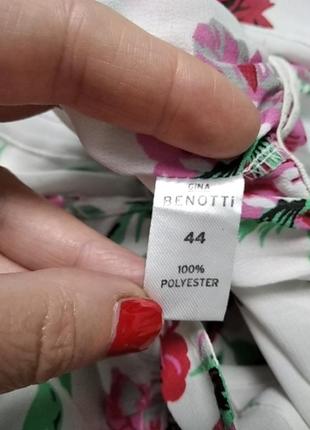 GINA
BENOTTi
44
100%
POLYESTER